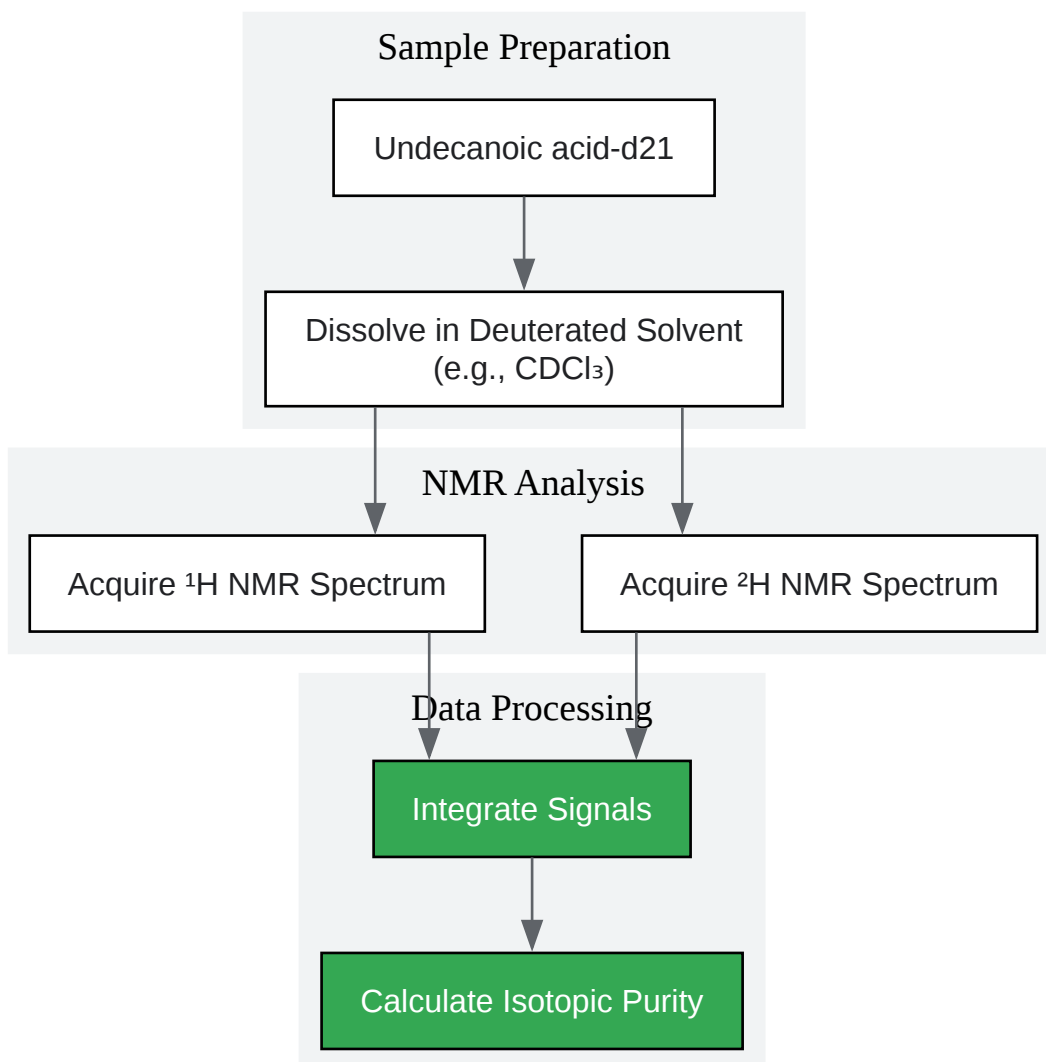 Sample Preparation
Undecanoic acid-d21
Dissolve in Deuterated Solvent
(e.g., CDCl₃)
NMR Analysis
Acquire ¹H NMR Spectrum
Acquire ²H NMR Spectrum
Data Processing
Integrate Signals
Calculate Isotopic Purity